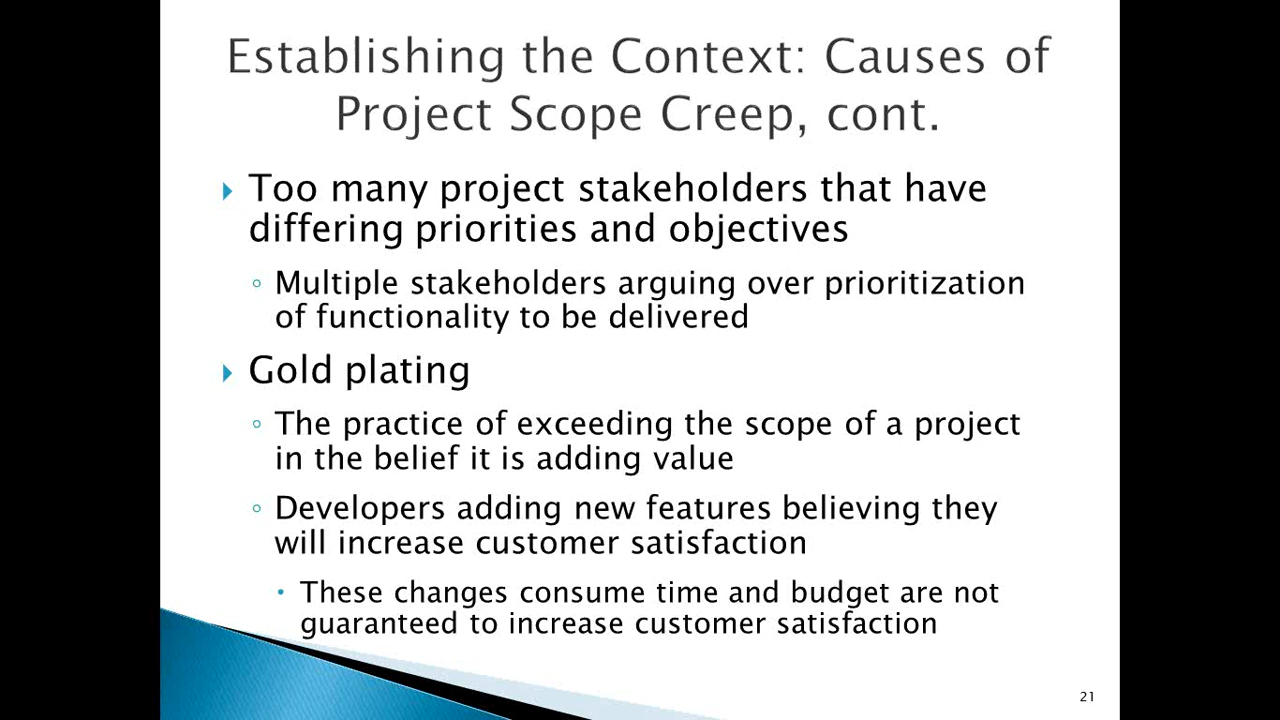 Establishing the Context: Causes of
Project Scope Creep, cont.
Too many project stakeholders that have
differing priorities and objectives
Multiple stakeholders arguing over prioritization
of functionality to be delivered
Gold plating
The practice of exceeding the scope of a project
in the belief it is adding value
Developers adding new features believing they
will increase customer satisfaction
These changes consume time and budget are not
guaranteed to increase customer satisfaction
21